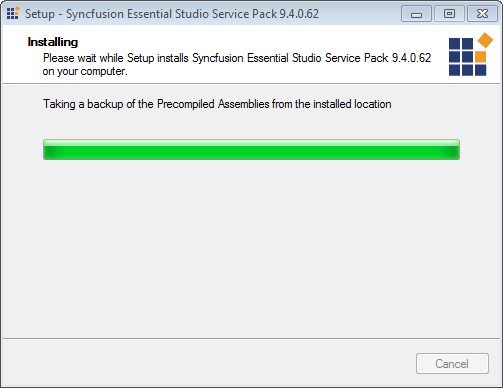 Setup - Syncfusion Essential Studio Service Pack 9.4.0.62
Installing
Please wait while Setup installs Syncfusion Essential Studio Service Pack 9.4.0.62
on your computer.
Taking a backup of the Precompiled Assemblies from the installed location
Cancel